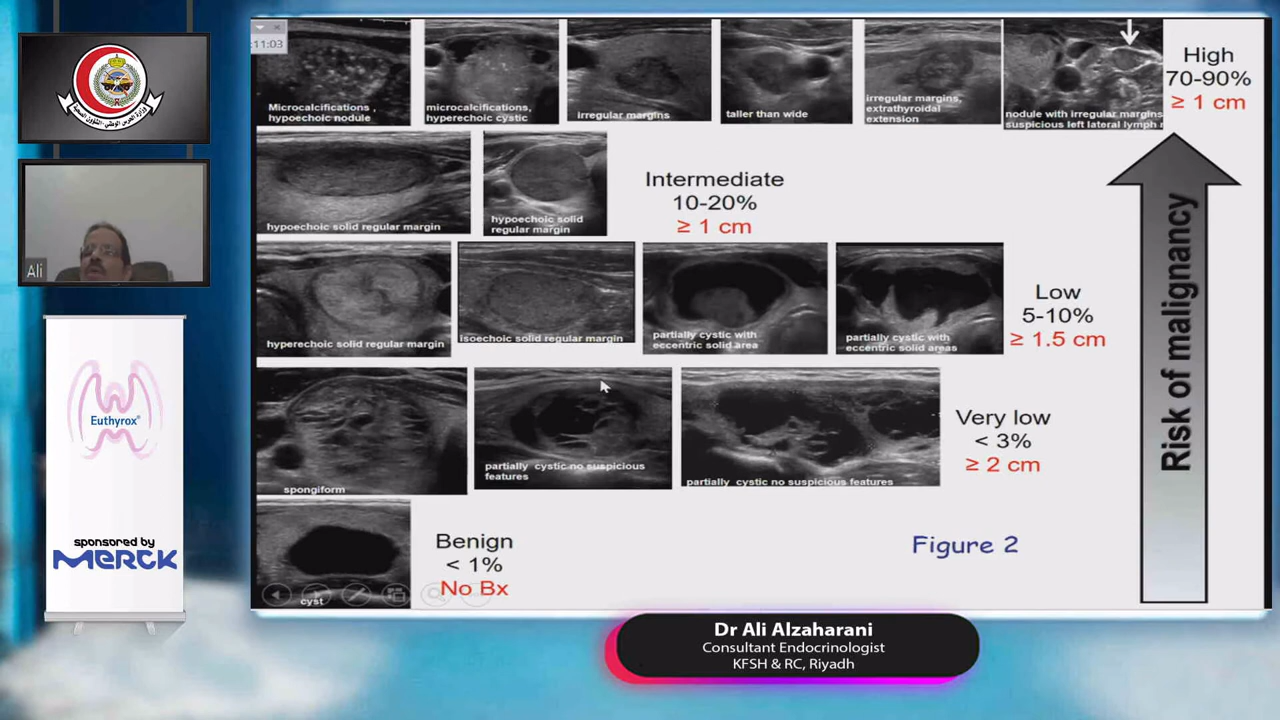 :11:03
Microcalcifications ,
hypoechoic nodule
microcalcifications,
hyperechoic cystic
irregular margins
taller than wide
irregular margins,
extrathyroidal
extension
nodule with irregular margins
suspicious left lateral lymph
High
70-90%
≥ 1 cm
hypoechoic solid regular margin
hypoechoic solid
regular margin
Intermediate
10-20%
≥ 1 cm
hyperechoic solid regular margin
isoechoic solid regular margin
partially cystic with
eccentric solid area
partially cystic with
eccentric solid areas
Low
5-10%
≥ 1.5 cm
spongiform
partially cystic no suspicious
features
partially cystic no suspicious features
Very low
< 3%
≥ 2 cm
cyst
Benign
< 1%
No Bx
Figure 2
Risk of malignancy
Ali
Euthyrox®
sponsored by
MERCK
Dr Ali Alzaharani
Consultant Endocrinologist
KFSH & RC, Riyadh